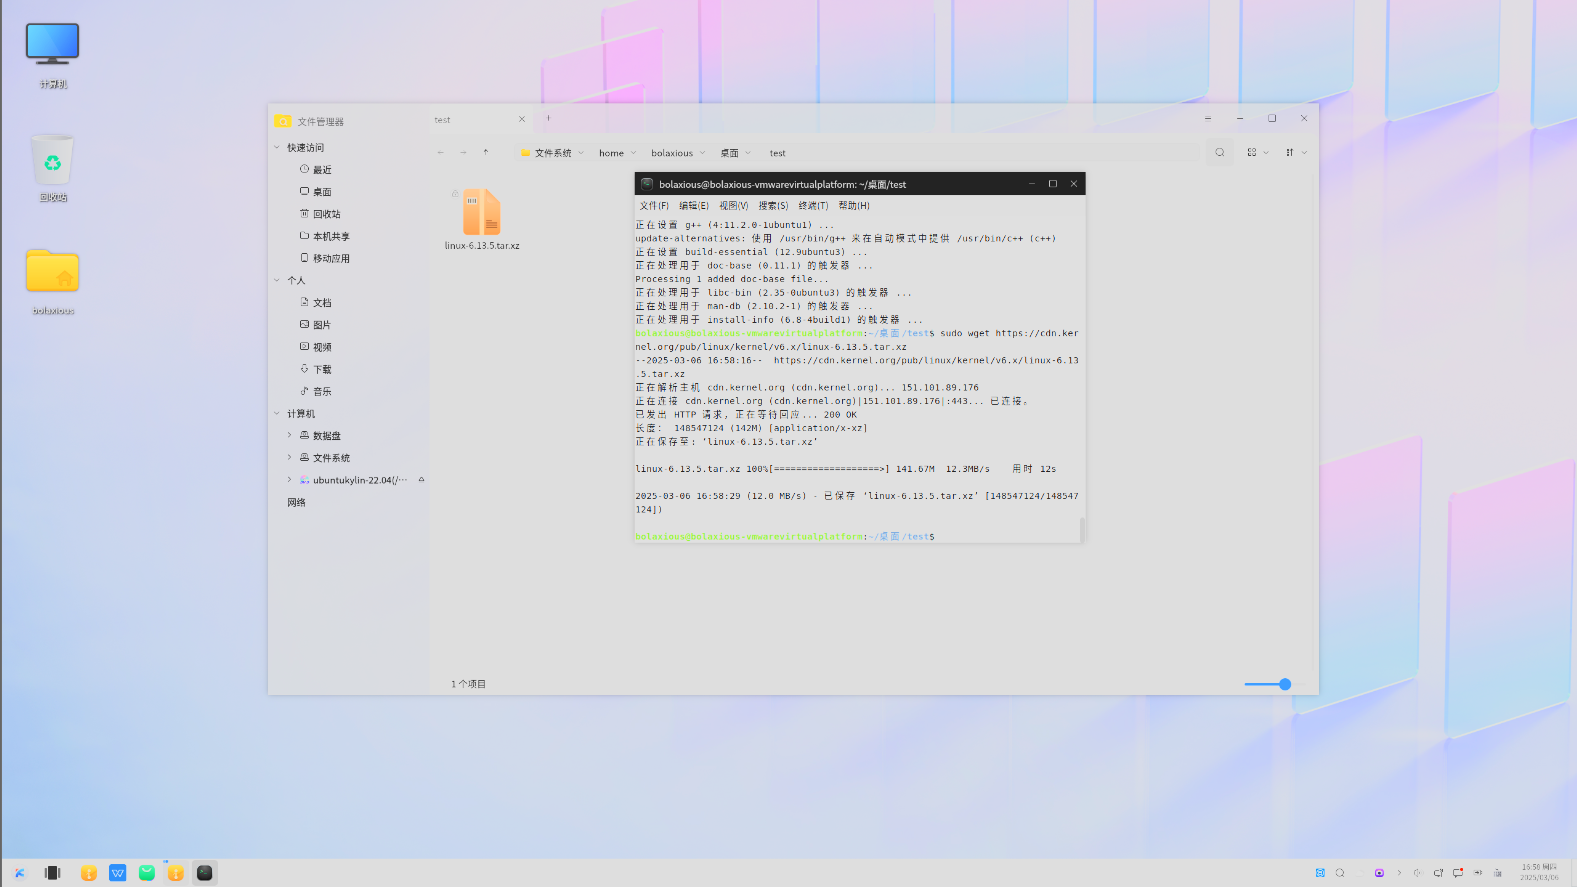 计算机
回收站
bolaxious
文件管理器
快速访问
最近
桌面
回收站
本机共享
移动应用
个人
文档
图片
视频
下载
音乐
计算机
数据盘
文件系统
ubuntukylin-22.04(/···
网络
test
文件系统
home
bolaxious
桌面
test
linux-6.13.5.tar.xz
1 个项目
bolaxious@bolaxious-vmwarevirtualplatform: ~/桌面/test
文件(F) 编辑(E) 视图(V) 搜索(S) 终端(T) 帮助(H)
正在设置 g++ (4:11.2.0-1ubuntu1) ...
update-alternatives: 使用 /usr/bin/g++ 来在自动模式中提供 /usr/bin/c++ (c++)
正在设置 build-essential (12.9ubuntu3) ...
正在处理用于 doc-base (0.11.1) 的触发器 ...
Processing 1 added doc-base file...
正在处理用于 libc-bin (2.35-0ubuntu3) 的触发器 ...
正在处理用于 man-db (2.10.2-1) 的触发器 ...
正在处理用于 install-info (6.8-4build1) 的触发器 ...
bolaxious@bolaxious-vmwarevirtualplatform:~/桌面/test$ sudo wget https://cdn.ker
nel.org/pub/linux/kernel/v6.x/linux-6.13.5.tar.xz
--2025-03-06 16:58:16-- https://cdn.kernel.org/pub/linux/kernel/v6.x/linux-6.13
.5.tar.xz
正在解析主机 cdn.kernel.org (cdn.kernel.org)... 151.101.89.176
正在连接 cdn.kernel.org (cdn.kernel.org)|151.101.89.176|:443... 已连接。
已发出 HTTP 请求，正在等待回应... 200 OK
长度： 148547124 (142M) [application/x-xz]
正在保存至: ‘linux-6.13.5.tar.xz’
linux-6.13.5.tar.xz 100%[===================>] 141.67M 12.3MB/s 用时 12s
2025-03-06 16:58:29 (12.0 MB/s) - 已保存 ‘linux-6.13.5.tar.xz’ [148547124/148547
124])
bolaxious@bolaxious-vmwarevirtualplatform:~/桌面/test$
16:58 周四
2025/03/06